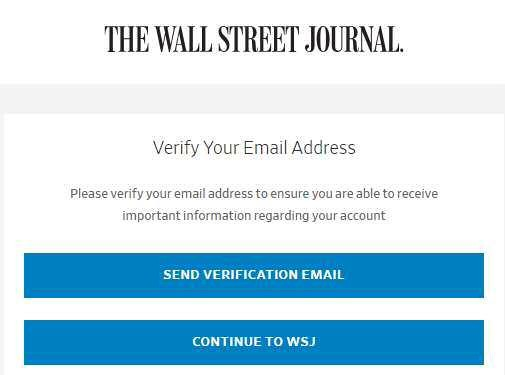 THE WALL STREET JOURNAL.
Verify Your Email Address
Please verify your email address to ensure you are able to receive
important information regarding your account
SEND VERIFICATION EMAIL
CONTINUE TO WSJ